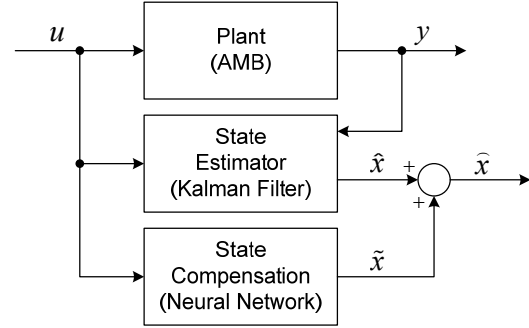 u
Plant
(AMB)
y
State
Estimator
(Kalman Filter)
x̂
+
x̑
+
State
Compensation
(Neural Network)
x̃